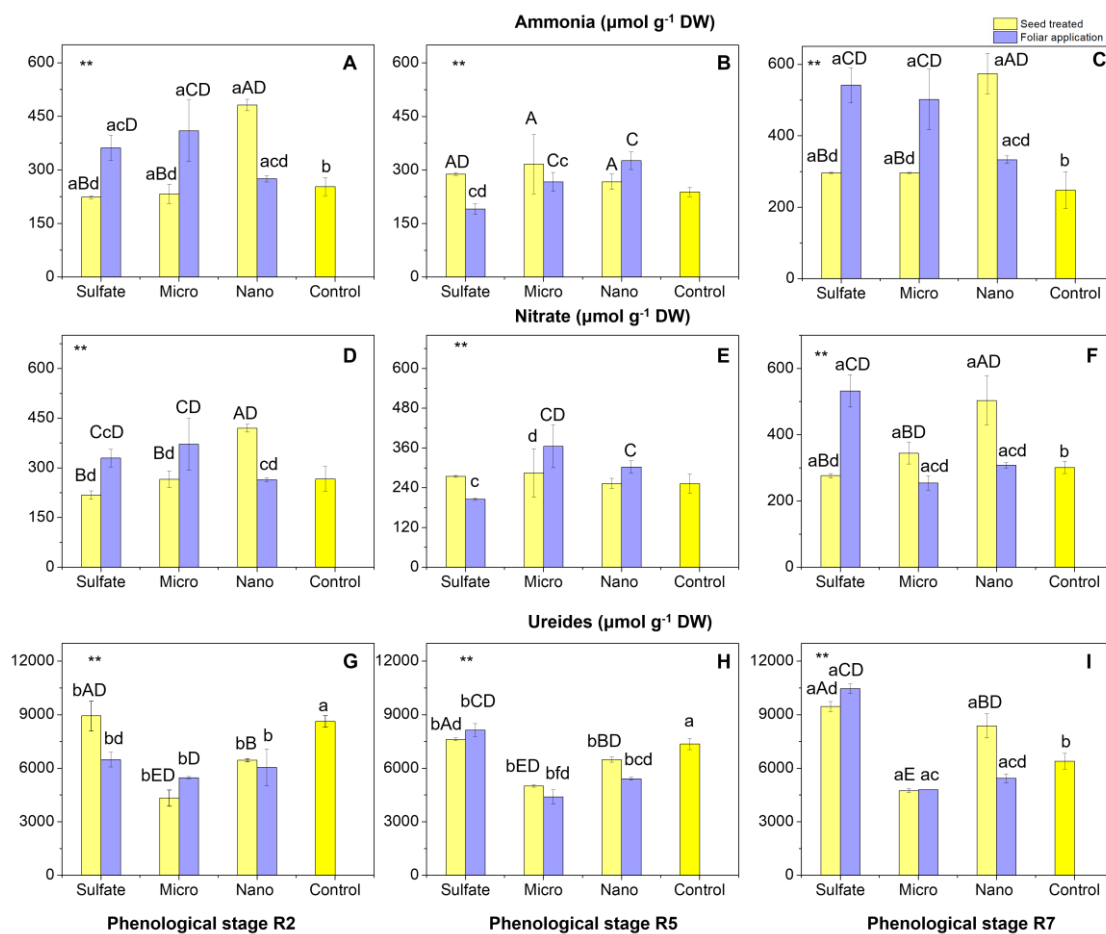 Ammonia (µmol g-1 DW)
Seed treated
Foliar application
600
450
300
150
0
**
A
aBd
acD
aBd
aCD
aAD
acd
b
Sulfate
Micro
Nano
Control
600
450
300
150
0
**
B
AD
cd
A
Cc
A
C
Sulfate
Micro
Nano
Control
600
400
200
0
**
C
aBd
aCD
aBd
aCD
aAD
acd
b
Sulfate
Micro
Nano
Control
Nitrate (µmol g-1 DW)
600
450
300
150
0
**
D
Bd
CcD
Bd
CD
AD
cd
Sulfate
Micro
Nano
Control
600
480
360
240
120
0
**
E
c
d
CD
C
Sulfate
Micro
Nano
Control
600
400
200
0
**
F
aBd
aCD
aBD
acd
aAD
acd
b
Sulfate
Micro
Nano
Control
Ureides (µmol g-1 DW)
12000
9000
6000
3000
0
**
G
bAD
bd
bED
bD
bB
b
a
Sulfate
Micro
Nano
Control
12000
9000
6000
3000
0
**
H
bAd
bCD
bED
bfd
bBD
bcd
a
Sulfate
Micro
Nano
Control
12000
9000
6000
3000
0
**
I
aAd
aCD
aE
ac
aBD
acd
b
Sulfate
Micro
Nano
Control
Phenological stage R2
Phenological stage R5
Phenological stage R7